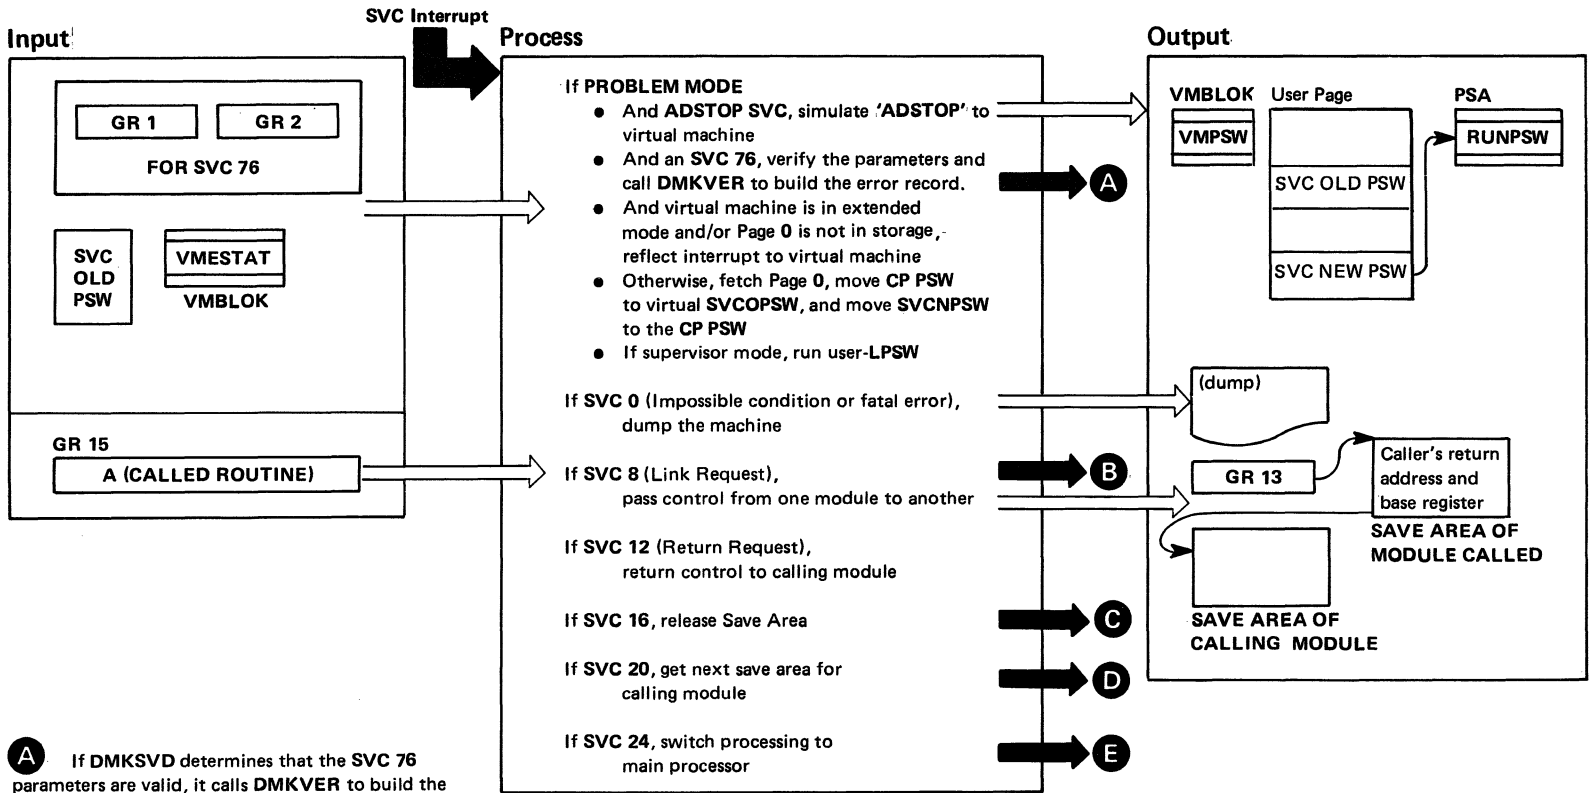 SVC Interrupt
Input
Process
Output
GR 1
GR 2
FOR SVC 76
SVC
OLD
PSW
VMESTAT
VMBLOK
GR 15
A (CALLED ROUTINE)
If PROBLEM MODE
● And ADSTOP SVC, simulate 'ADSTOP' to
virtual machine
● And an SVC 76, verify the parameters and
call DMKVER to build the error record.
● And virtual machine is in extended
mode and/or Page 0 is not in storage,
reflect interrupt to virtual machine
● Otherwise, fetch Page 0, move CP PSW
to virtual SVCOPSW, and move SVCNPSW
to the CP PSW
● If supervisor mode, run user-LPSW
If SVC 0 (Impossible condition or fatal error),
dump the machine
If SVC 8 (Link Request),
pass control from one module to another
If SVC 12 (Return Request),
return control to calling module
If SVC 16, release Save Area
If SVC 20, get next save area for
calling module
If SVC 24, switch processing to
main processor
A
B
C
D
E
VMBLOK
User Page
PSA
VMPSW
RUNPSW
SVC OLD PSW
SVC NEW PSW
(dump)
GR 13
Caller's return
address and
base register
SAVE AREA OF
MODULE CALLED
SAVE AREA OF
CALLING MODULE
A If DMKSVD determines that the SVC 76
parameters are valid, it calls DMKVER to build the